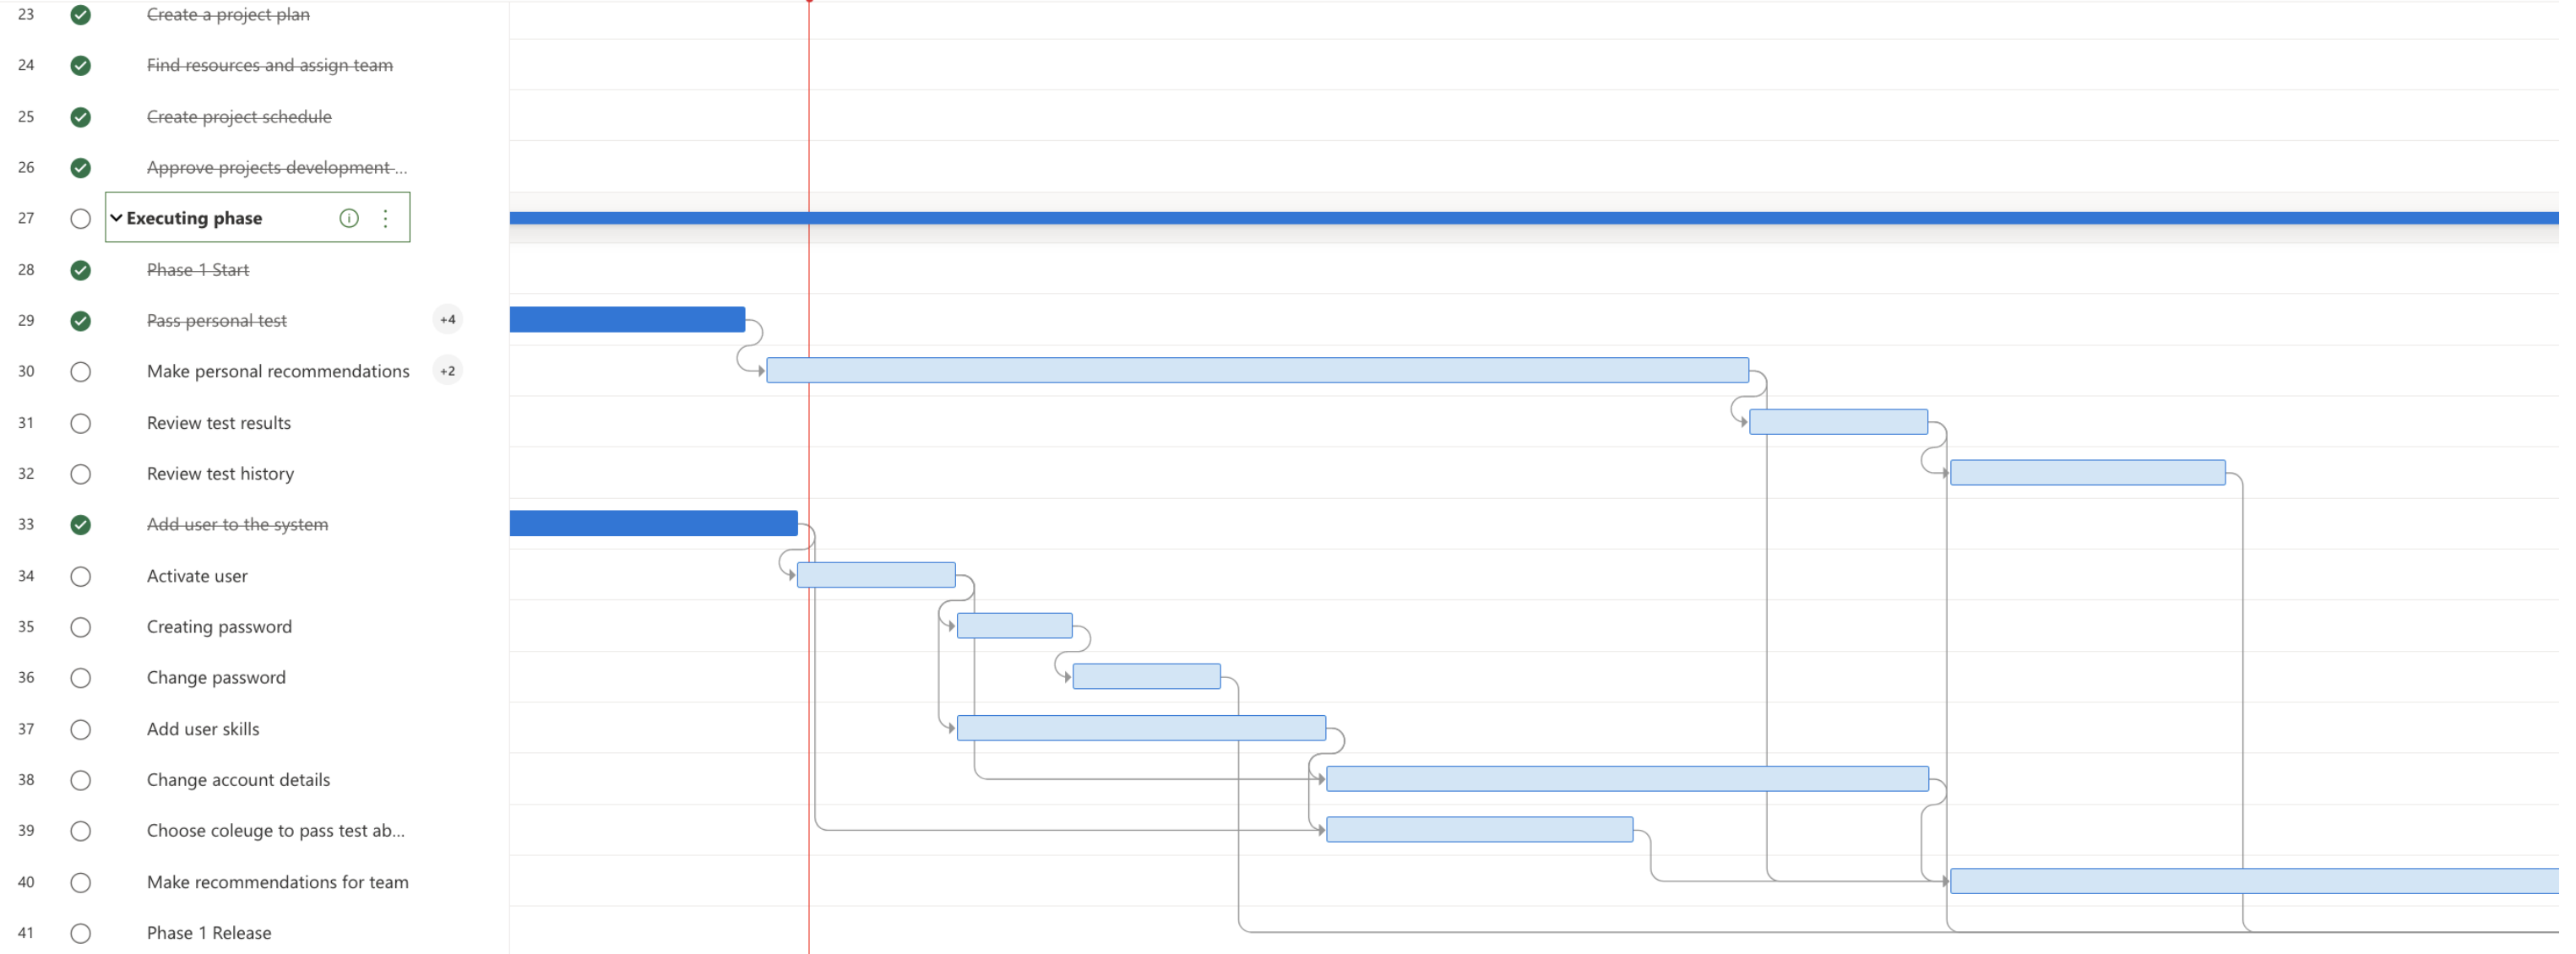 23 Create a project plan
24 Find resources and assign team
25 Create project schedule
26 Approve projects development ...
27 Executing phase
28 Phase 1 Start
29 Pass personal test +4
30 Make personal recommendations +2
31 Review test results
32 Review test history
33 Add user to the system
34 Activate user
35 Creating password
36 Change password
37 Add user skills
38 Change account details
39 Choose coleuge to pass test ab...
40 Make recommendations for team
41 Phase 1 Release